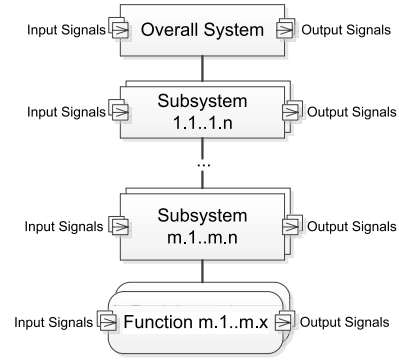 Input Signals Overall System Output Signals
Input Signals Subsystem Output Signals
1.1..1.n
...
Subsystem
Input Signals m.1..m.n Output Signals
Input Signals Function m.1..m.x Output Signals